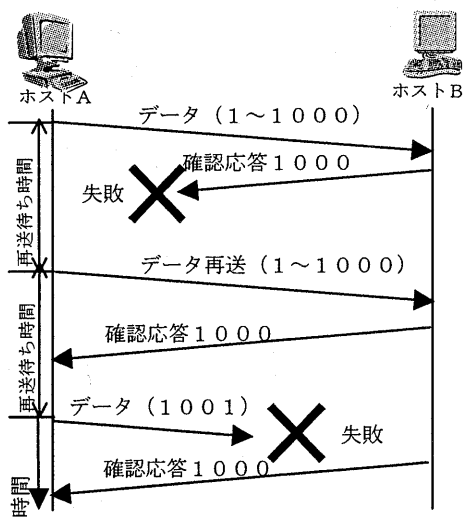 ホストA
ホストB
データ（1～1000）
確認応答1000
失敗
再送待ち時間
データ再送（1～1000）
確認応答1000
再送待ち時間
データ（1001）
失敗
確認応答1000
時間